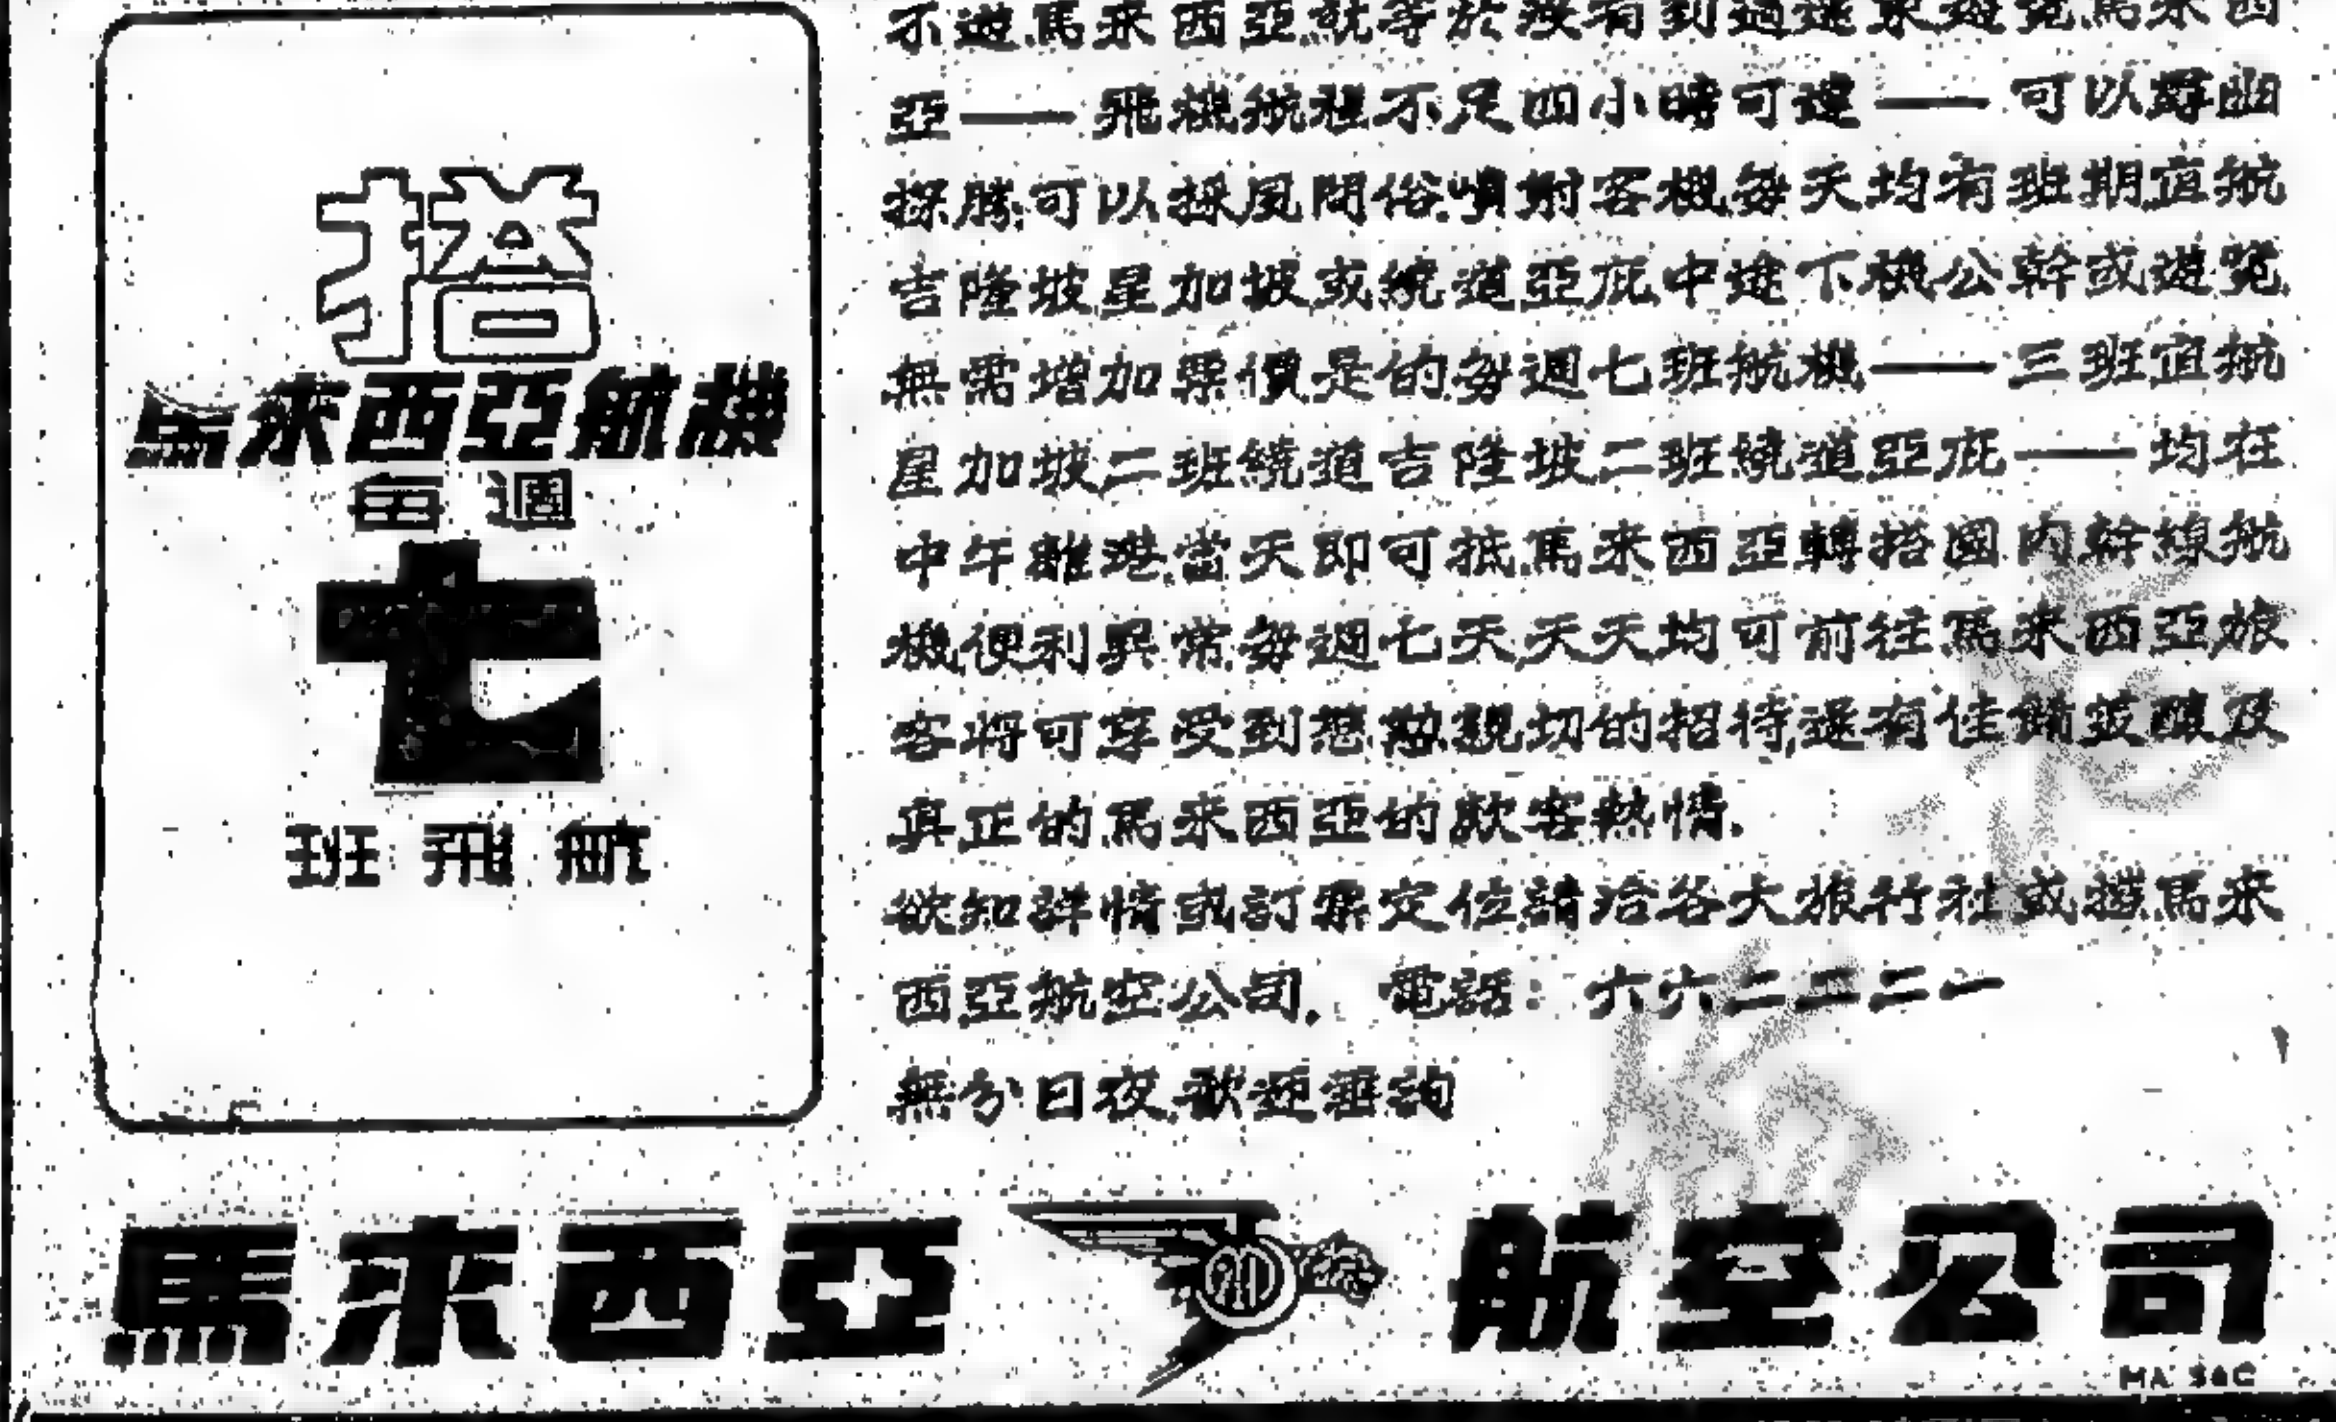 搭
馬來西亞航機
每週
七
班飛航
不遊馬來西亞就等於沒有到過遠東遊覽馬來西
亞——飛機航程不足四小時可達——可以尋幽
探勝可以採風問俗噴射客機每天均有班期直航
吉隆坡星加坡或繞道亞庇中途下機公幹或遊覽
無需增加票價是的每週七班航機——三班直航
星加坡二班繞道吉隆坡二班繞道亞庇——均在
中午離港當天即可抵馬來西亞轉搭國內幹線航
機便利異常每週七天天天均可前往馬來西亞旅
客將可享受到慇懃親切的招待還有佳餚旨釀及
真正的馬來西亞的款客熱情.
欲知詳情或訂票定位請洽各大旅行社或撥馬來
西亞航空公司. 電話：六六二二二一
無分日夜歡迎垂詢
馬來西亞 航空公司
MA S&C